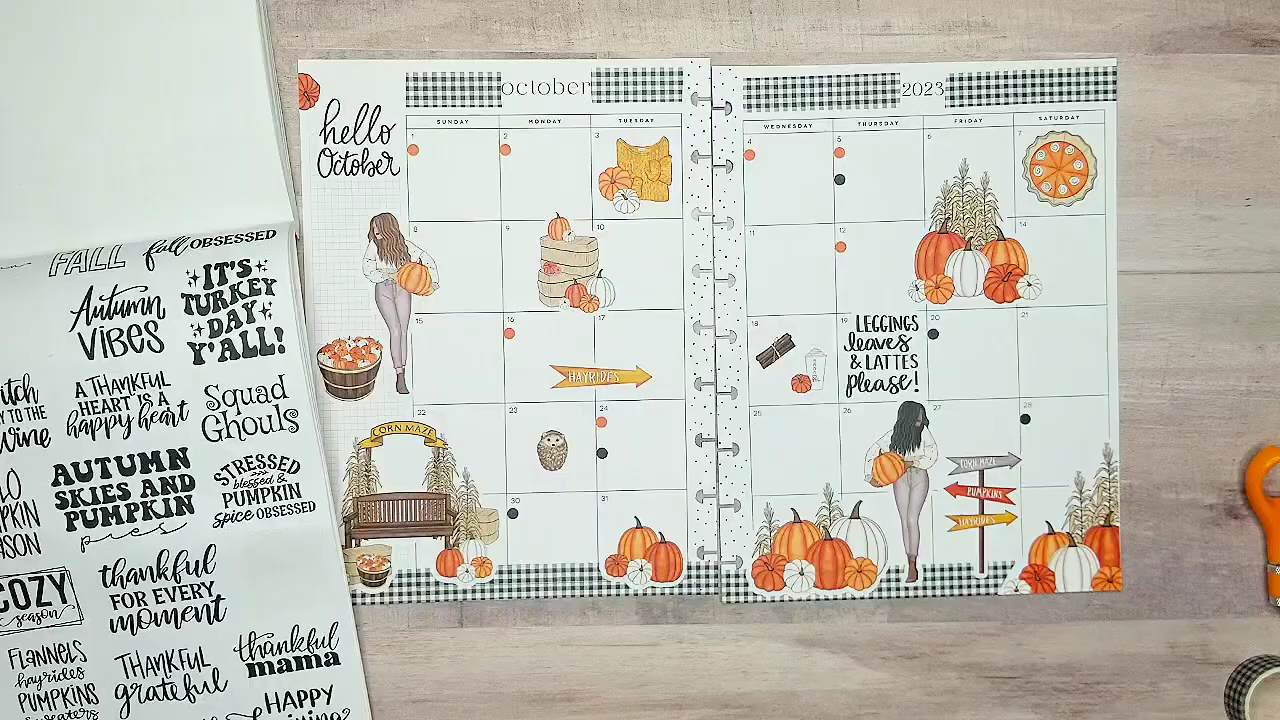 FALL
fall OBSESSED
Autumn
VIBES
IT'S
TURKEY
DAY
Y'ALL!
A THANKFUL
HEART IS A
happy heart
Squad
Ghouls
AUTUMN
SKIES AND
PUMPKIN
pies
STRESSED
blessed &
PUMPKIN
spice OBSESSED
COZY
season
thankful
FOR EVERY
moment
FLANNELS
hayrides
PUMPKINS
THANKFUL
grateful
thankful
mama
HAPPY
hello
October
october
SUNDAY MONDAY TUESDAY
1 2 3
8 9 10
15 16 17
HAYRIDES
22 23 24
CORN MAZE
30 31
2023
WEDNESDAY THURSDAY FRIDAY SATURDAY
4 5 6 7
11 12 14
18 19 20 21
LEGGINGS
leaves
& LATTES
please!
25 26 27 28
CORN MAZE
PUMPKINS
HAYRIDES